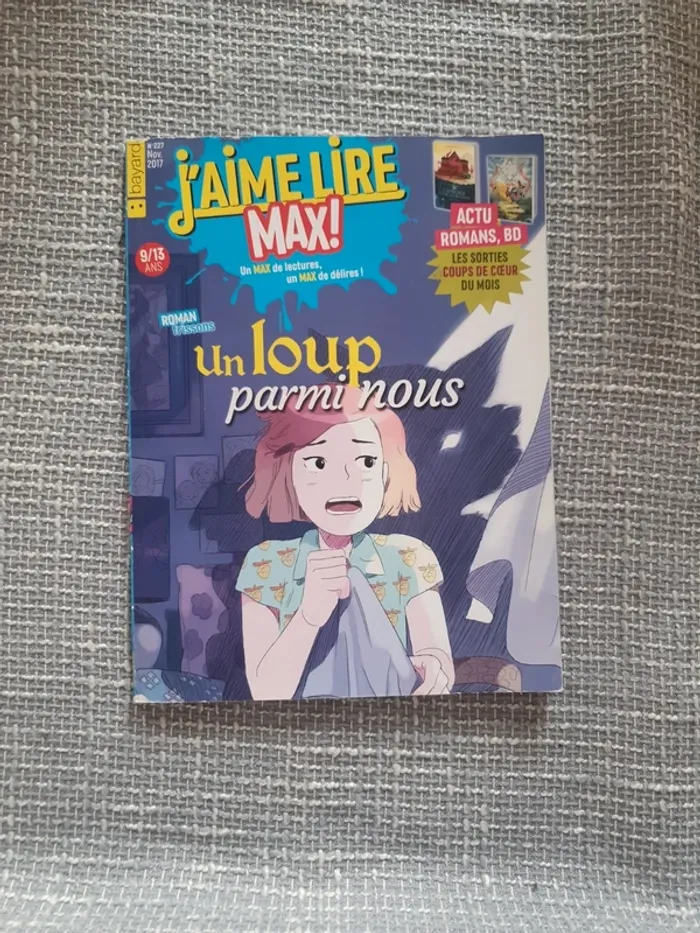 bayard
N°227
Nov.
2017
j'AiME LiRE
MAX!
Un MAX de lectures,
un MAX de délires !
9/13
ANS
ACTU
ROMANS, BD
LES SORTIES
COUPS DE CŒUR
DU MOIS
ROMAN
frissons
Un loup
parmi nous